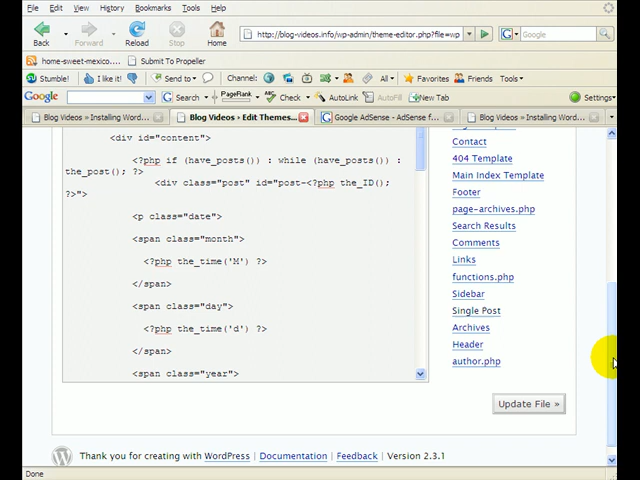 File Edit View History Bookmarks Tools Help
Back Forward Reload Stop Home http://blog-videos.info/wp-admin/theme-editor.php?file=wp Google
home-sweet-mexico... Submit To Propeller
Stumble! I like it! Send to Channel: All Favorites Friends Tools
Google Search PageRank Check AutoLink AutoFill New Tab Settings
Blog Videos » Installing Word... Blog Videos › Edit Themes... Google AdSense - AdSense f... Blog Videos » Installing Word...
<div id="content">
<?php if (have_posts()) : while (have_posts()) :
the_post(); ?>
<div class="post" id="post-<?php the_ID();
?>">
<p class="date">
<span class="month">
<?php the_time('M') ?>
</span>
<span class="day">
<?php the_time('d') ?>
</span>
<span class="year">
Contact
404 Template
Main Index Template
Footer
page-archives.php
Search Results
Comments
Links
functions.php
Sidebar
Single Post
Archives
Header
author.php
Update File »
Thank you for creating with WordPress | Documentation | Feedback | Version 2.3.1
Done